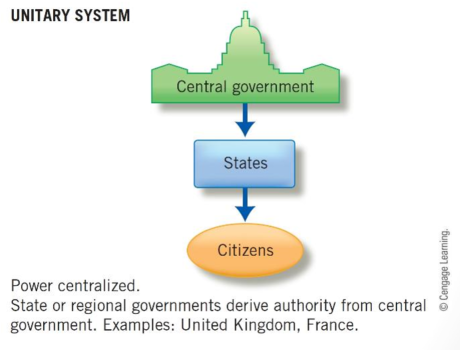 UNITARY SYSTEM
Central government
States
Citizens
Power centralized.
State or regional governments derive authority from central
government. Examples: United Kingdom, France.
© Cengage Learning.